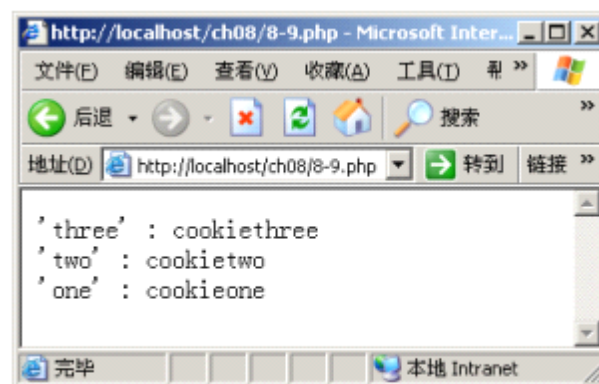 http://localhost/ch08/8-9.php - Microsoft Inter...
文件(F) 编辑(E) 查看(V) 收藏(A) 工具(T) »
后退 搜索 »
地址(D) http://localhost/ch08/8-9.php 转到 链接 »
'three' : cookiethree
'two' : cookietwo
'one' : cookieone
完毕 本地 Intranet